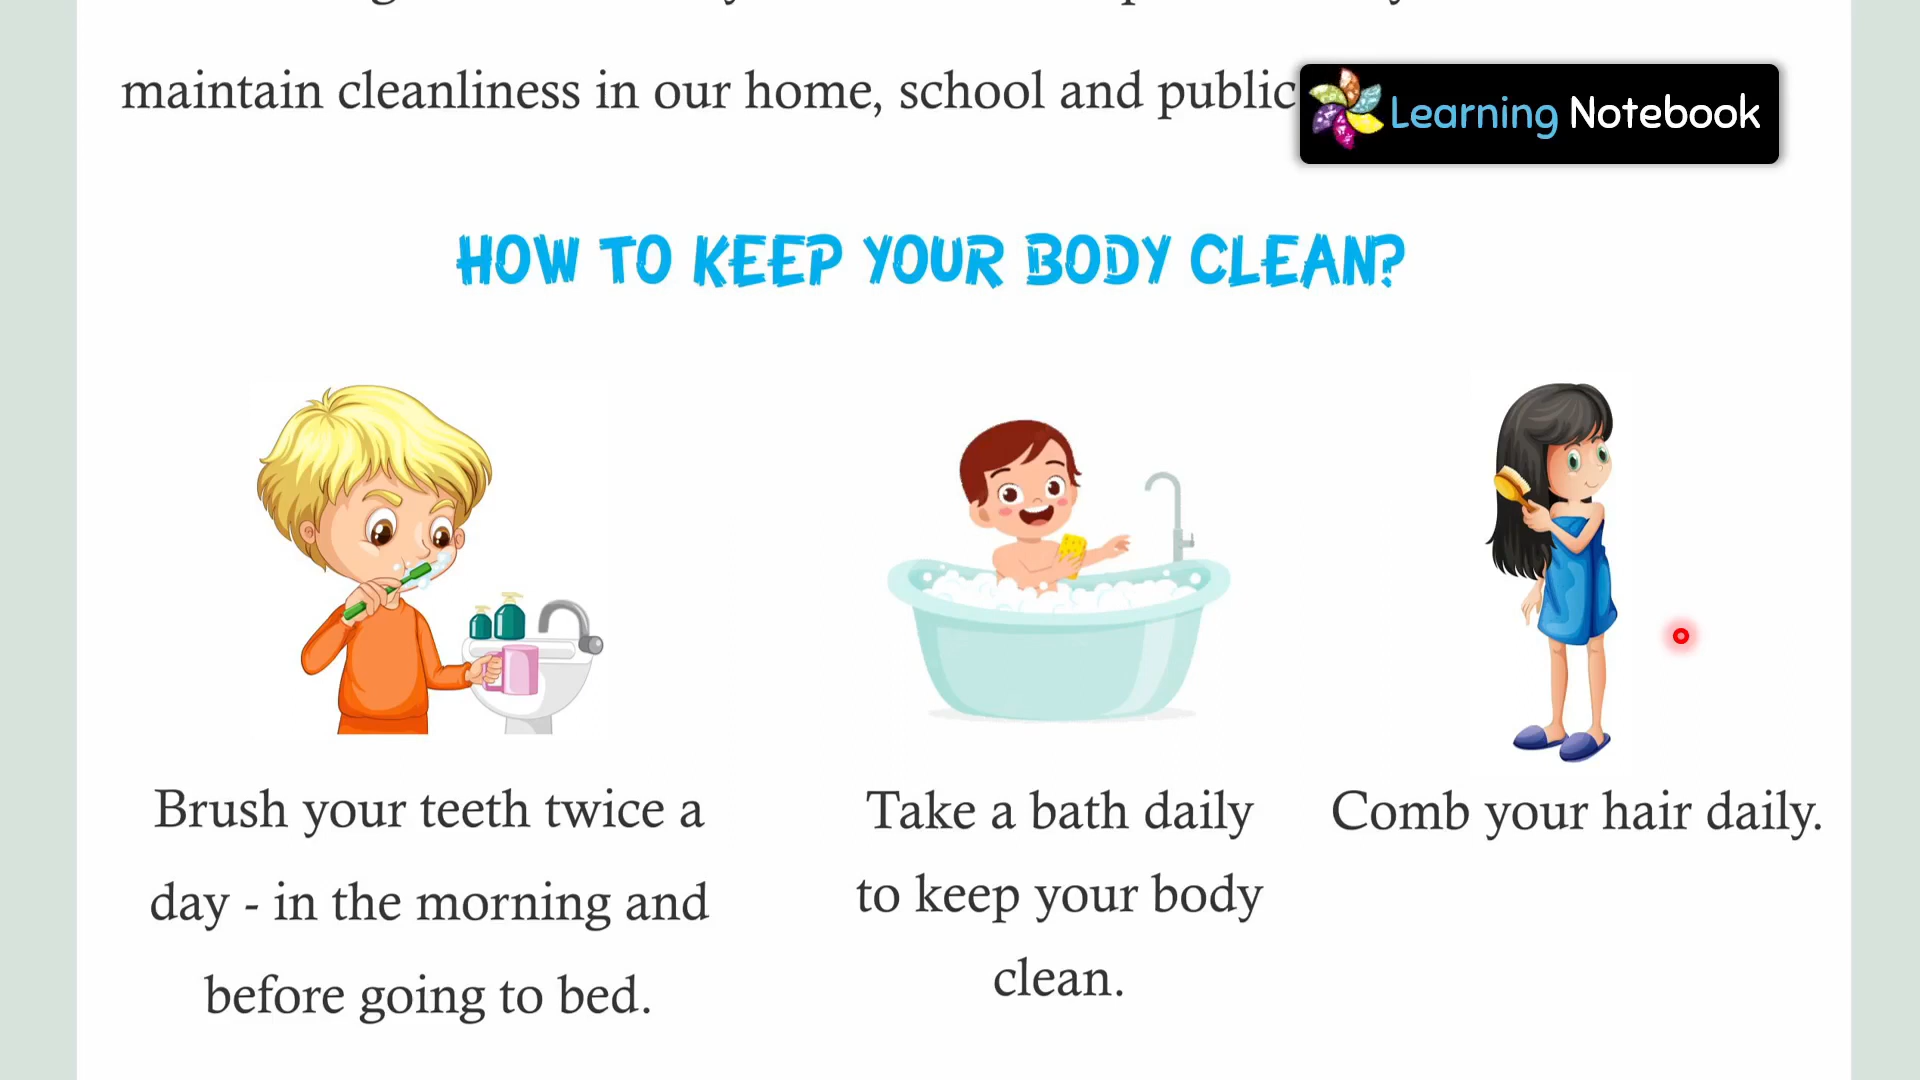 maintain cleanliness in our home, school and public
Learning Notebook
HOW TO KEEP YOUR BODY CLEAN?
Brush your teeth twice a
day - in the morning and
before going to bed.
Take a bath daily
to keep your body
clean.
Comb your hair daily.